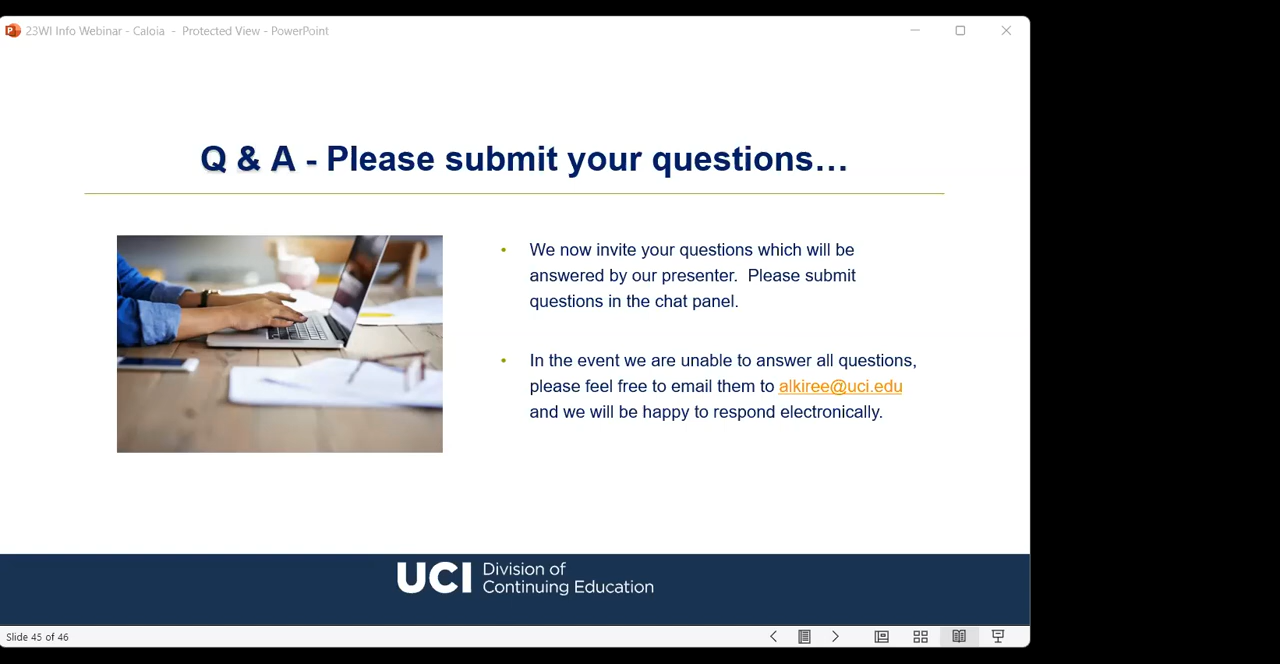 23WI Info Webinar - Caloia - Protected View - PowerPoint
Q & A - Please submit your questions…
• We now invite your questions which will be
answered by our presenter. Please submit
questions in the chat panel.
• In the event we are unable to answer all questions,
please feel free to email them to alkiree@uci.edu
and we will be happy to respond electronically.
UCI Division of
Continuing Education
Slide 45 of 46